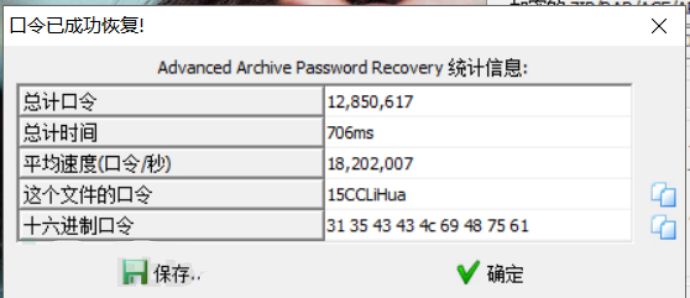 口令已成功恢复!
Advanced Archive Password Recovery 统计信息:
总计口令 12,850,617
总计时间 706ms
平均速度(口令/秒) 18,202,007
这个文件的口令 15CCLiHua
十六进制口令 31 35 43 43 4c 69 48 75 61
保存.. 确定